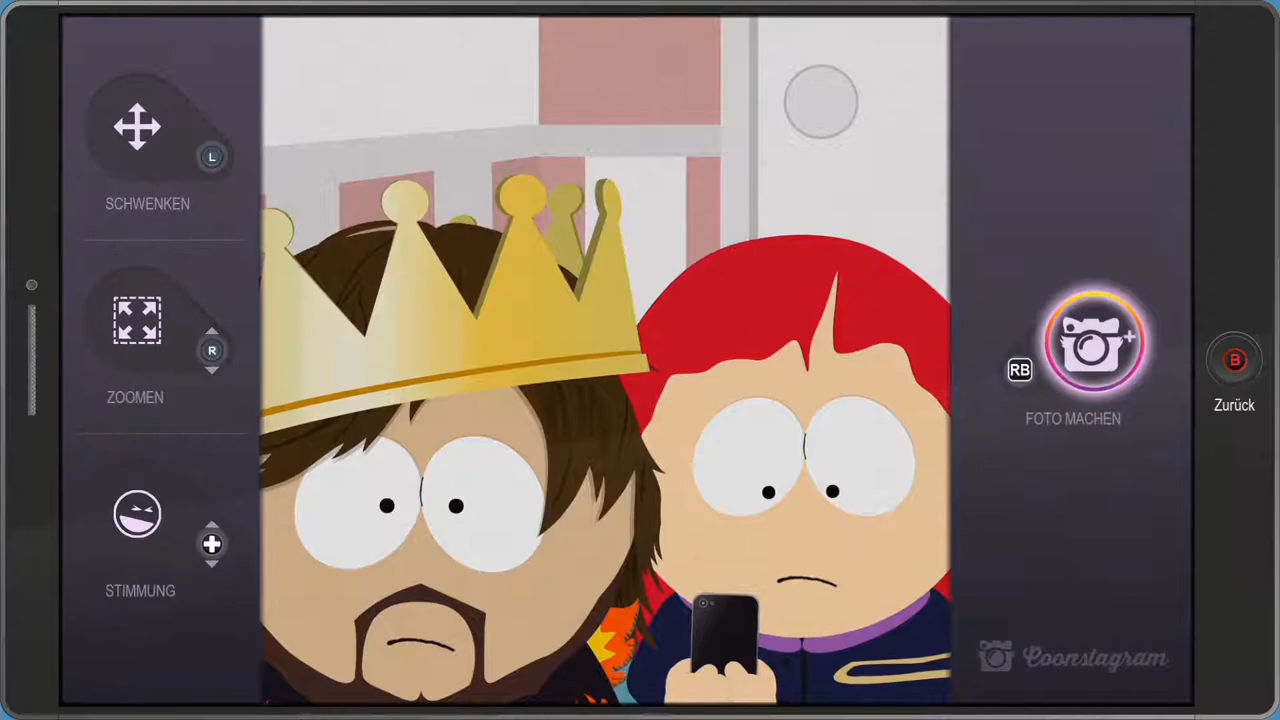 L
SCHWENKEN
R
ZOOMEN
STIMMUNG
RB
FOTO MACHEN
B
Zurück
Coonstagram